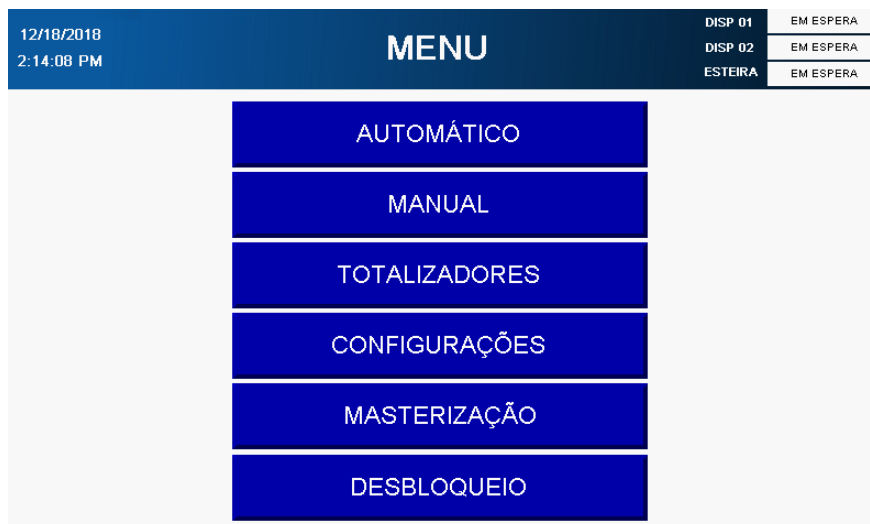 12/18/2018
2:14:08 PM
MENU
DISP 01 EM ESPERA
DISP 02 EM ESPERA
ESTEIRA EM ESPERA
AUTOMÁTICO
MANUAL
TOTALIZADORES
CONFIGURAÇÕES
MASTERIZAÇÃO
DESBLOQUEIO